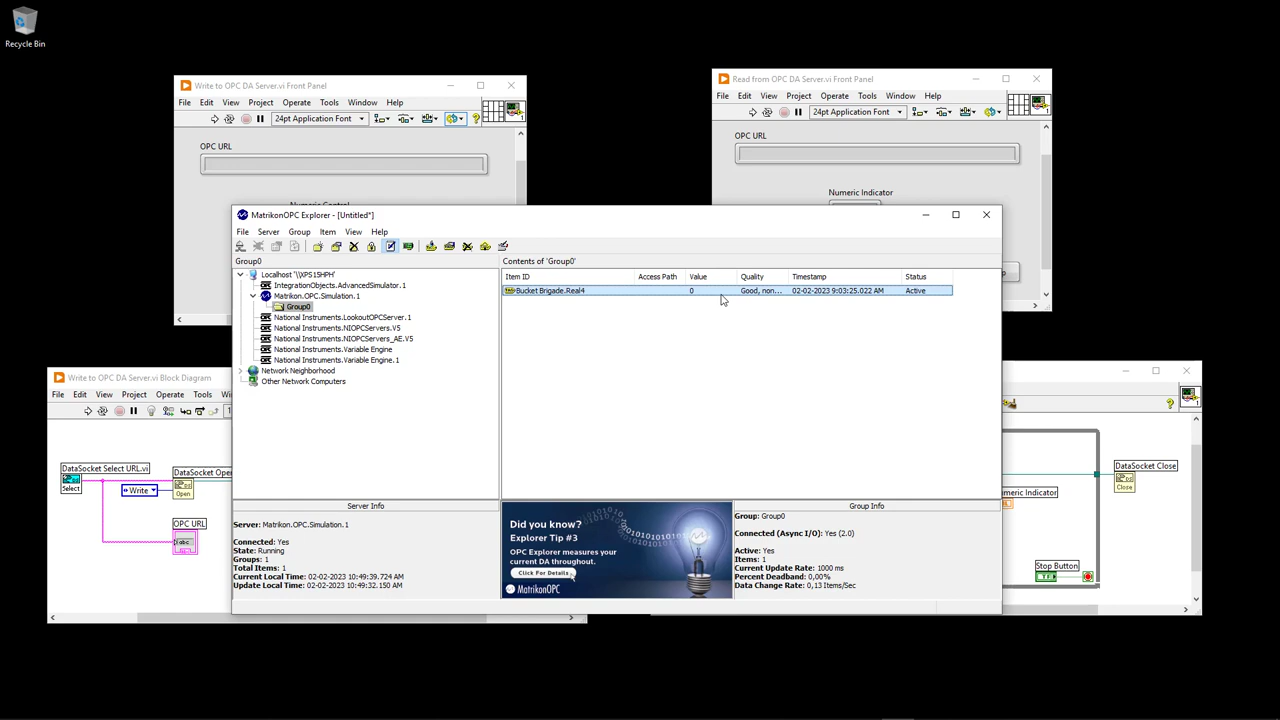 Recycle Bin
Write to OPC DA Server.vi Front Panel
File Edit View Project Operate Tools Window Help
24pt Application Font
OPC URL
Read from OPC DA Server.vi Front Panel
File Edit View Project Operate Tools Window Help
24pt Application Font
OPC URL
Numeric Indicator
MatrikonOPC Explorer - [Untitled*]
File Server Group Item View Help
Group0
Localhost '\\XPS15HPH'
IntegrationObjects.AdvancedSimulator.1
Matrikon.OPC.Simulation.1
Group0
National Instruments.LookoutOPCServer.1
National Instruments.NIOPCServers.V5
National Instruments.NIOPCServers_AE.V5
National Instruments.Variable Engine
National Instruments.Variable Engine.1
Network Neighborhood
Other Network Computers
Contents of 'Group0'
Item ID Access Path Value Quality Timestamp Status
Bucket Brigade.Real4 0 Good, non... 02-02-2023 9:03:25.022 AM Active
Server Info
Server: Matrikon.OPC.Simulation.1
Connected: Yes
State: Running
Groups: 1
Total Items: 1
Current Local Time: 02-02-2023 10:49:39.724 AM
Update Local Time: 02-02-2023 10:49:32.150 AM
Did you know?
Explorer Tip #3
OPC Explorer measures your
current DA throughout.
Click For Details
MatrikonOPC
Group Info
Group: Group0
Connected (Async I/O): Yes (2.0)
Active: Yes
Items: 1
Current Update Rate: 1000 ms
Percent Deadband: 0,00%
Data Change Rate: 0,13 Items/Sec
Write to OPC DA Server.vi Block Diagram
File Edit View Project Operate Tools
DataSocket Select URL.vi
Select
Write
DataSocket Ope
Open
OPC URL
abc
DataSocket Close
Close
meric Indicator
Stop Button
TF